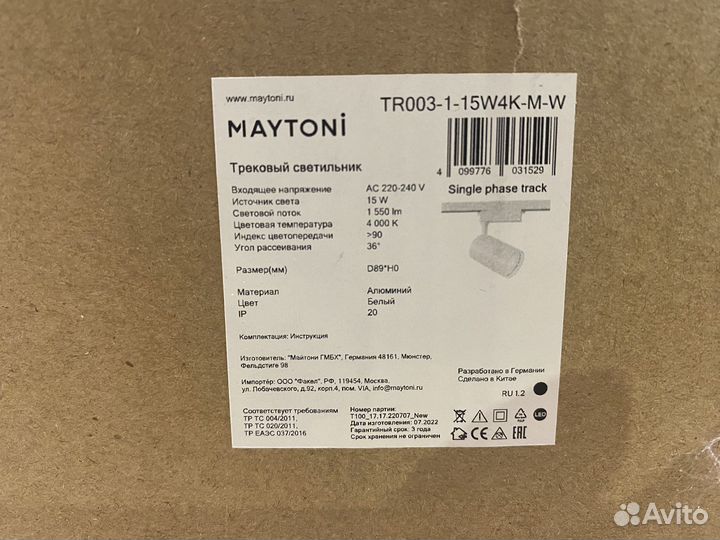 www.maytoni.ru
TR003-1-15W4K-M-W
MAYTONi
4 099776 031529
Трековый светильник
Single phase track
Входящее напряжение AC 220-240 V
Источник света 15 W
Световой поток 1 550 lm
Цветовая температура 4 000 K
Индекс цветопередачи >90
Угол рассеивания 36°
Размер(мм) D89*H0
Материал Алюминий
Цвет Белый
IP 20
Комплектация: Инструкция
Изготовитель: "Майтони ГМБХ", Германия 48161, Мюнстер,
Фельдстиге 98
Импортёр: ООО "Факел". РФ, 119454, Москва.
ул. Лобачевского, д.92, корп.4, пом. VIA, info@maytoni.ru
Разработано в Германии
Сделано в Китае
RU 1.2
Соответствует требованиям
ТР ТС 004/2011,
ТР ТС 020/2011,
ТР ЕАЭС 037/2016
Номер партии:
T100_17.17.220707_New
Дата изготовления: 07.2022
Гарантийный срок: 3 года
Срок хранения не ограничен
LED
CE
EAC
Avito